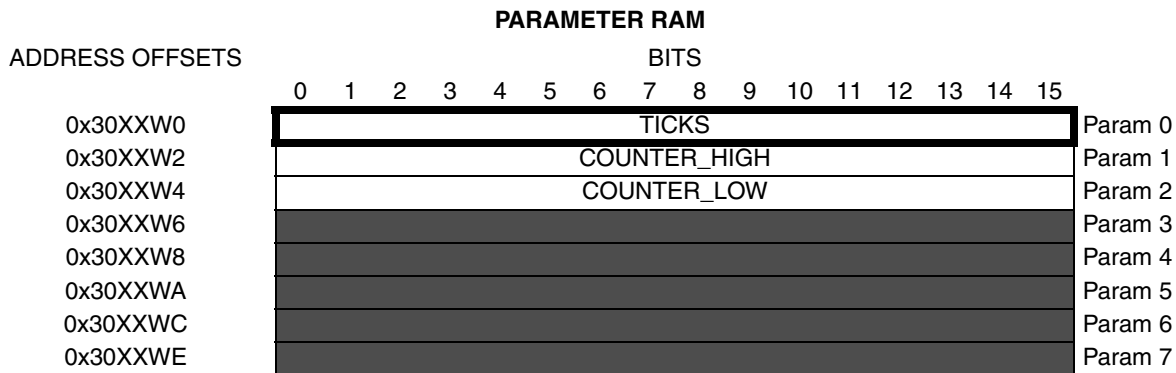 PARAMETER RAM
ADDRESS OFFSETS BITS
0 1 2 3 4 5 6 7 8 9 10 11 12 13 14 15
0x30XXW0 TICKS Param 0
0x30XXW2 COUNTER_HIGH Param 1
0x30XXW4 COUNTER_LOW Param 2
0x30XXW6 Param 3
0x30XXW8 Param 4
0x30XXWA Param 5
0x30XXWC Param 6
0x30XXWE Param 7